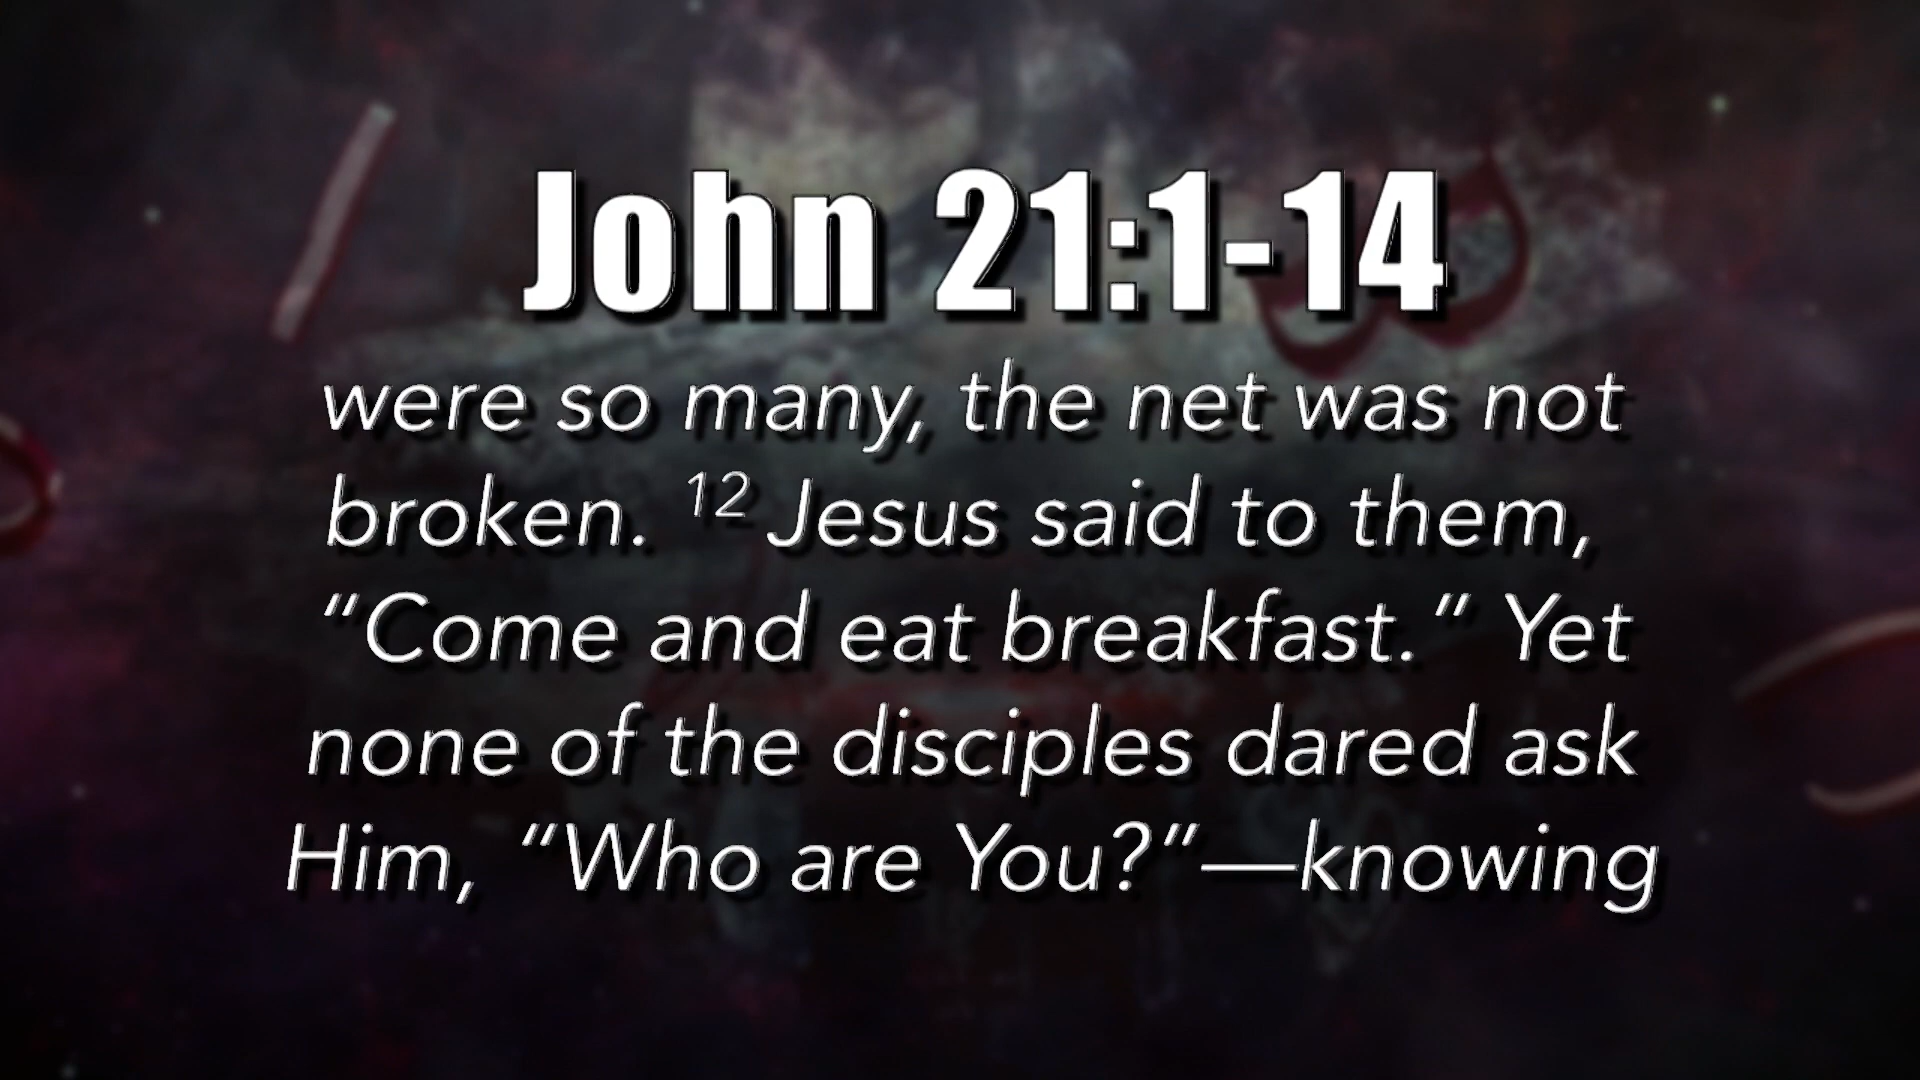 John 21:1-14
were so many, the net was not
broken. ¹² Jesus said to them,
“Come and eat breakfast. ” Yet
none of the disciples dared ask
Him, “Who are You?”—knowing